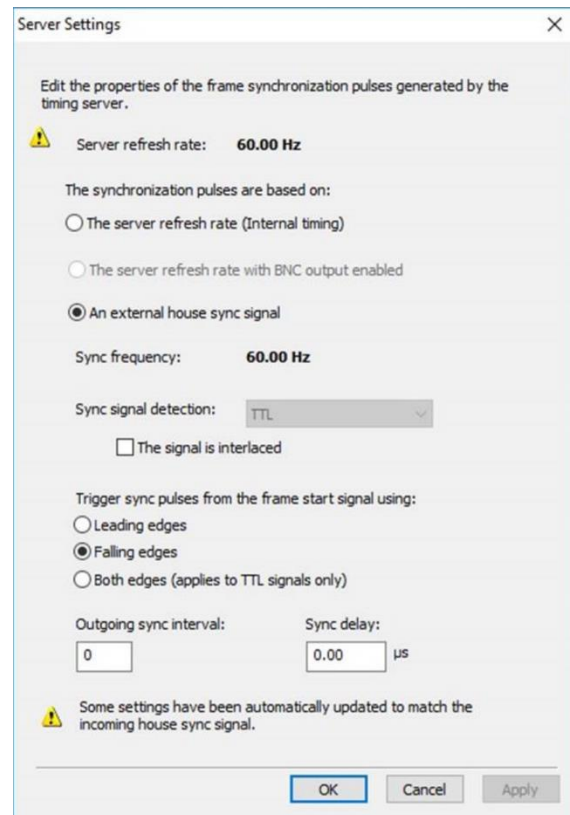 Server Settings
Edit the properties of the frame synchronization pulses generated by the
timing server.
Server refresh rate: 60.00 Hz
The synchronization pulses are based on:
The server refresh rate (Internal timing)
The server refresh rate with BNC output enabled
An external house sync signal
Sync frequency: 60.00 Hz
Sync signal detection: TTL
The signal is interlaced
Trigger sync pulses from the frame start signal using:
Leading edges
Falling edges
Both edges (applies to TTL signals only)
Outgoing sync interval: Sync delay:
0 0.00 µs
Some settings have been automatically updated to match the
incoming house sync signal.
OK Cancel Apply